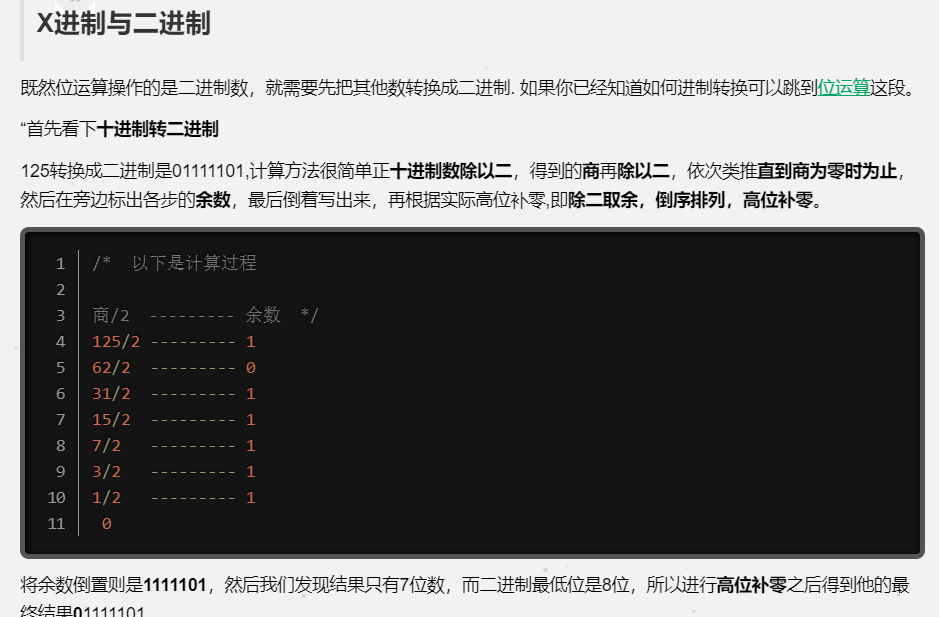 X进制与二进制
既然位运算操作的是二进制数，就需要先把其他数转换成二进制. 如果你已经知道如何进制转换可以跳到位运算这段。
“首先看下十进制转二进制
125转换成二进制是01111101,计算方法很简单正十进制数除以二，得到的商再除以二，依次类推直到商为零时为止，
然后在旁边标出各步的余数，最后倒着写出来，再根据实际高位补零,即除二取余，倒序排列，高位补零。
1 /*  以下是计算过程
2
3 商/2  --------- 余数  */
4 125/2 --------- 1
5 62/2  --------- 0
6 31/2  --------- 1
7 15/2  --------- 1
8 7/2   --------- 1
9 3/2   --------- 1
10 1/2   --------- 1
11  0
将余数倒置则是1111101，然后我们发现结果只有7位数，而二进制最低位是8位，所以进行高位补零之后得到他的最
终结果01111101